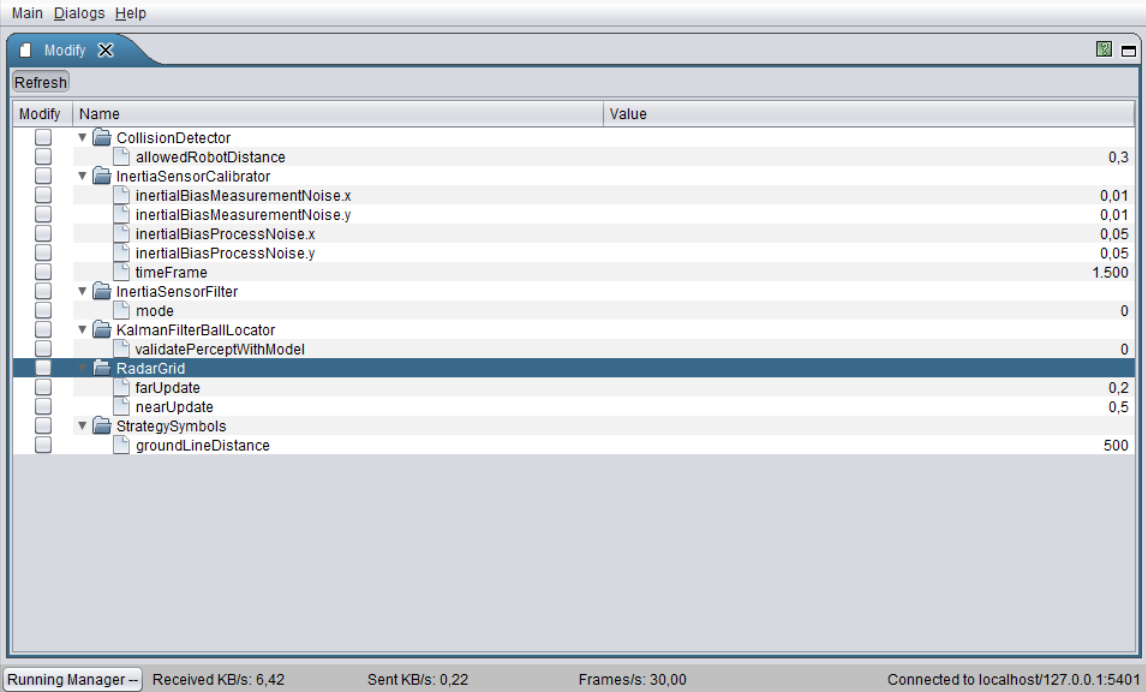 Main Dialogs Help
Modify
Refresh
Modify Name Value
CollisionDetector
allowedRobotDistance 0,3
InertiaSensorCalibrator
inertialBiasMeasurementNoise.x 0,01
inertialBiasMeasurementNoise.y 0,01
inertialBiasProcessNoise.x 0,05
inertialBiasProcessNoise.y 0,05
timeFrame 1.500
InertiaSensorFilter
mode 0
KalmanFilterBallLocator
validatePerceptWithModel 0
RadarGrid
farUpdate 0,2
nearUpdate 0,5
StrategySymbols
groundLineDistance 500
Running Manager -- Received KB/s: 6,42 Sent KB/s: 0,22 Frames/s: 30,00 Connected to localhost/127.0.0.1:5401